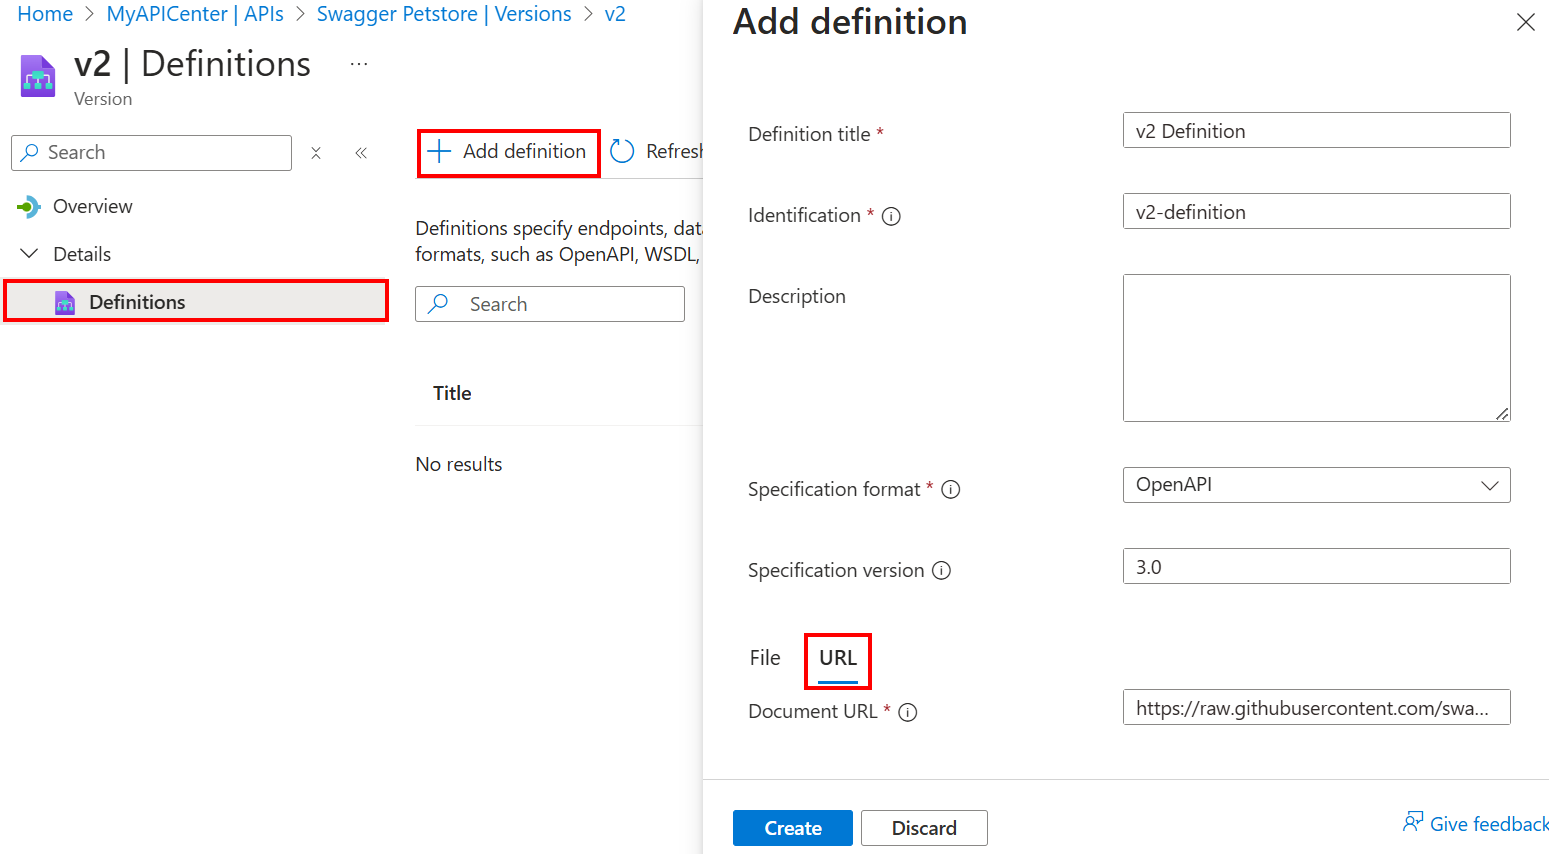 Home > MyAPICenter | APIs > Swagger Petstore | Versions > v2
v2 | Definitions ...
Version
Search
Overview
Details
Definitions
Add definition Refresh
Definitions specify endpoints, data
formats, such as OpenAPI, WSDL,
Search
Title
No results
Add definition
Definition title * v2 Definition
Identification * v2-definition
Description
Specification format * OpenAPI
Specification version 3.0
File URL
Document URL * https://raw.githubusercontent.com/swa...
Create Discard Give feedback